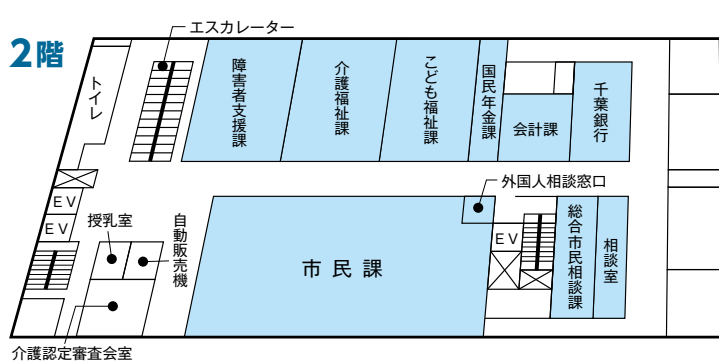 2階
エスカレーター
トイレ
障害者支援課
介護福祉課
こども福祉課
国民年金課
会計課
千葉銀行
外国人相談窓口
EV
EV
授乳室
自動販売機
市民課
EV
総合市民相談課
相談室
介護認定審査会室